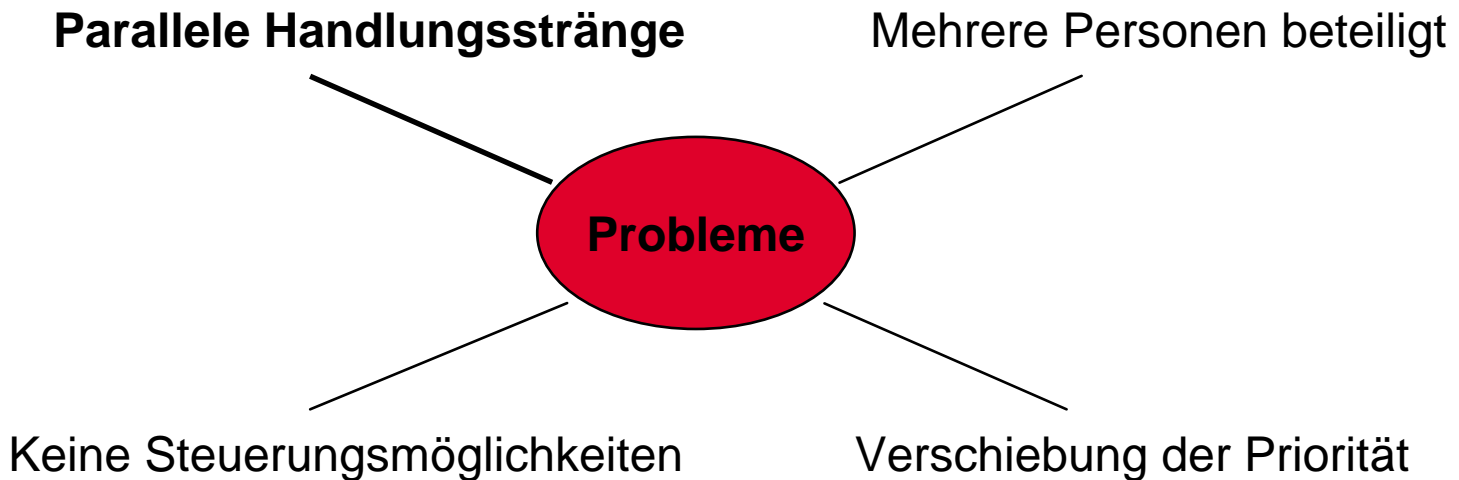 Parallele Handlungsstränge
Mehrere Personen beteiligt
Probleme
Keine Steuerungsmöglichkeiten
Verschiebung der Priorität